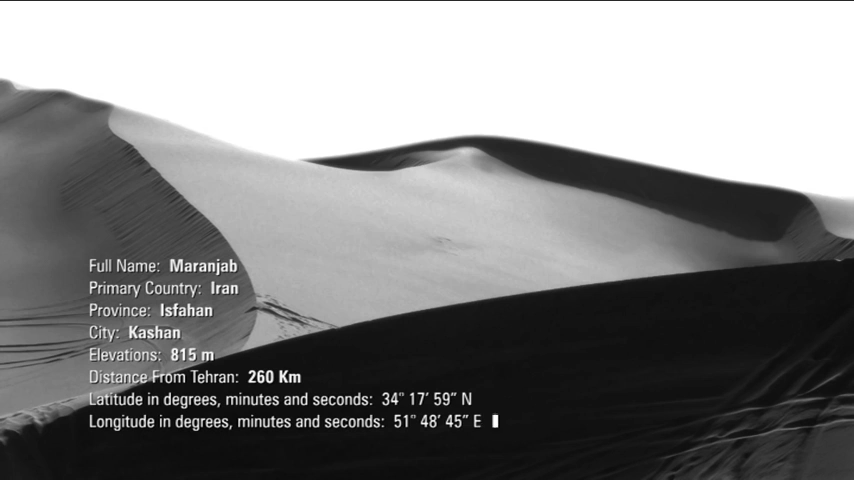 Full Name: Maranjab
Primary Country: Iran
Province: Isfahan
City: Kashan
Elevations: 815 m
Distance From Tehran: 260 Km
Latitude in degrees, minutes and seconds: 34° 17’ 59” N
Longitude in degrees, minutes and seconds: 51° 48’ 45” E